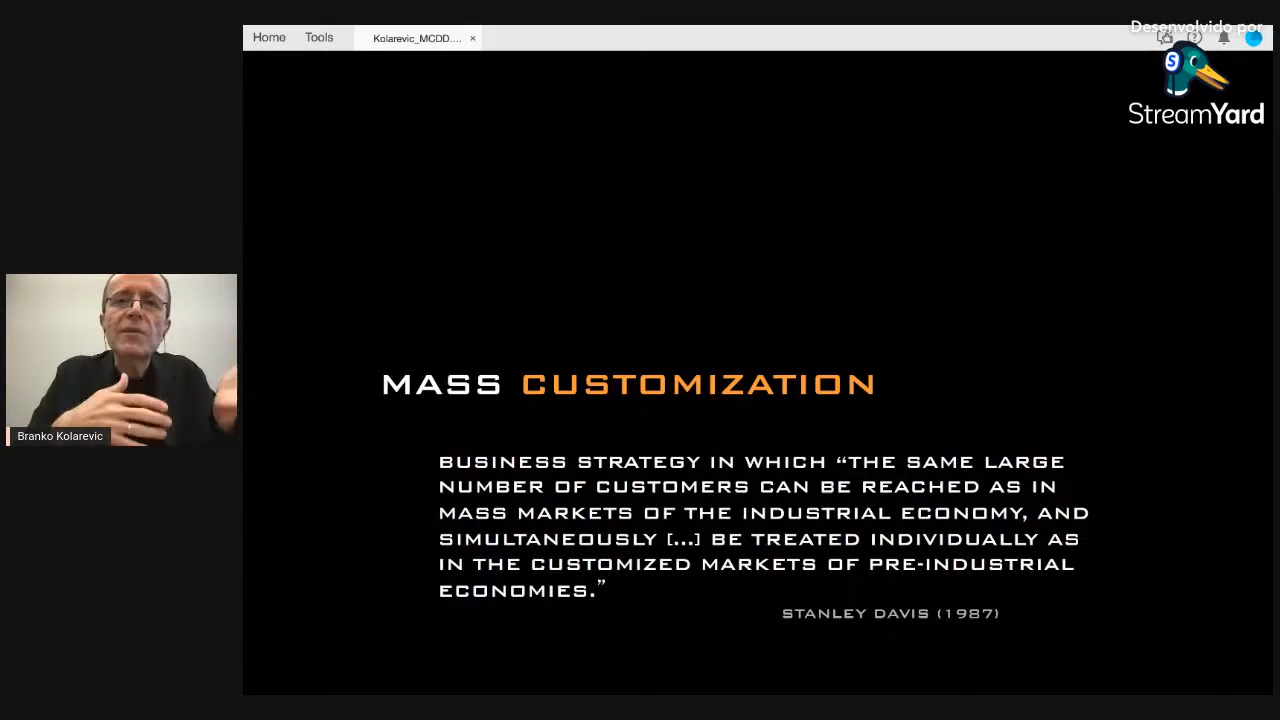 Home Tools Kolarevic_MCDD.... ×
Desenvolvido por
StreamYard
MASS CUSTOMIZATION
BUSINESS STRATEGY IN WHICH “THE SAME LARGE
NUMBER OF CUSTOMERS CAN BE REACHED AS IN
MASS MARKETS OF THE INDUSTRIAL ECONOMY, AND
SIMULTANEOUSLY [...] BE TREATED INDIVIDUALLY AS
IN THE CUSTOMIZED MARKETS OF PRE-INDUSTRIAL
ECONOMIES.”
STANLEY DAVIS (1987)
Branko Kolarevic